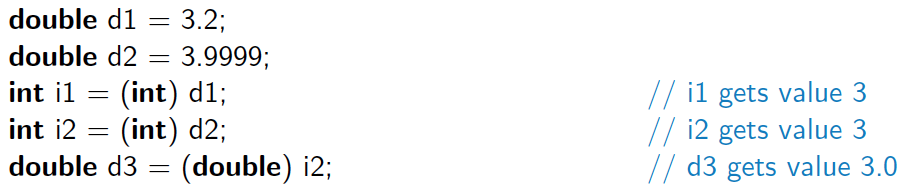 double d1 = 3.2;
double d2 = 3.9999;
int i1 = (int) d1; // i1 gets value 3
int i2 = (int) d2; // i2 gets value 3
double d3 = (double) i2; // d3 gets value 3.0